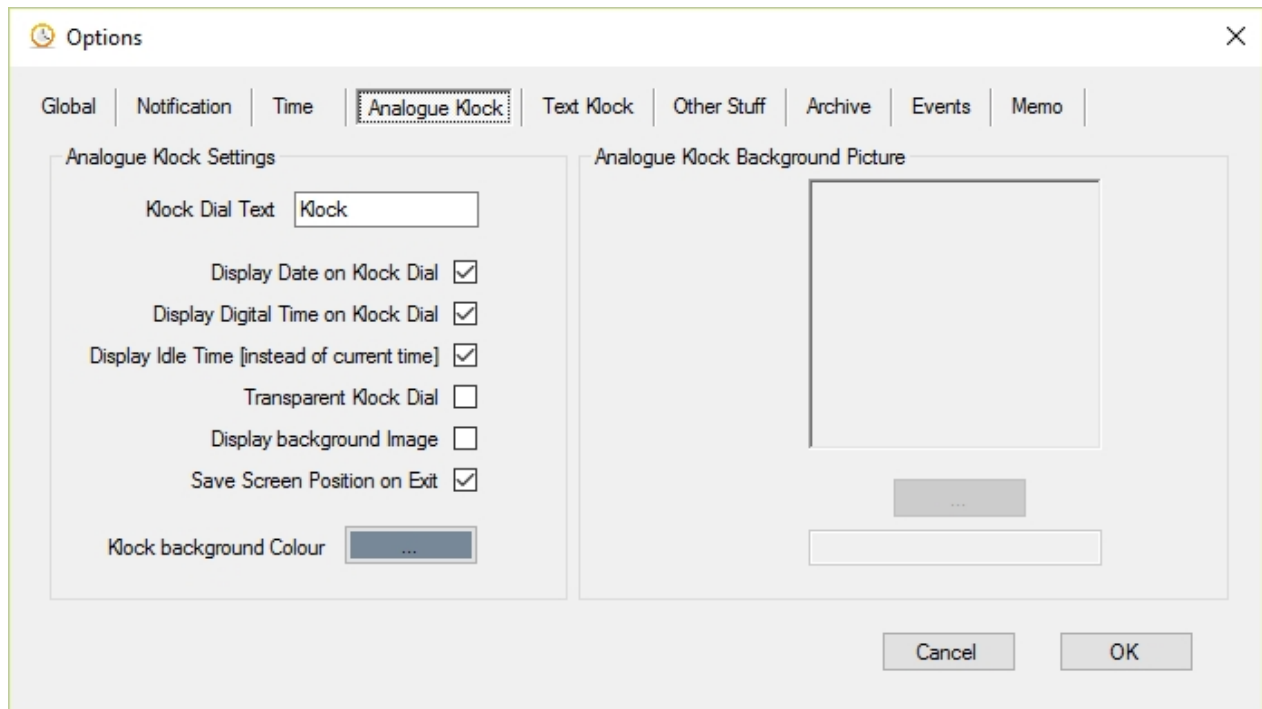 Options
Global Notification Time Analogue Klock Text Klock Other Stuff Archive Events Memo
Analogue Klock Settings
Klock Dial Text Klock
Display Date on Klock Dial
Display Digital Time on Klock Dial
Display Idle Time [instead of current time]
Transparent Klock Dial
Display background Image
Save Screen Position on Exit
Klock background Colour ...
Analogue Klock Background Picture
...
Cancel OK